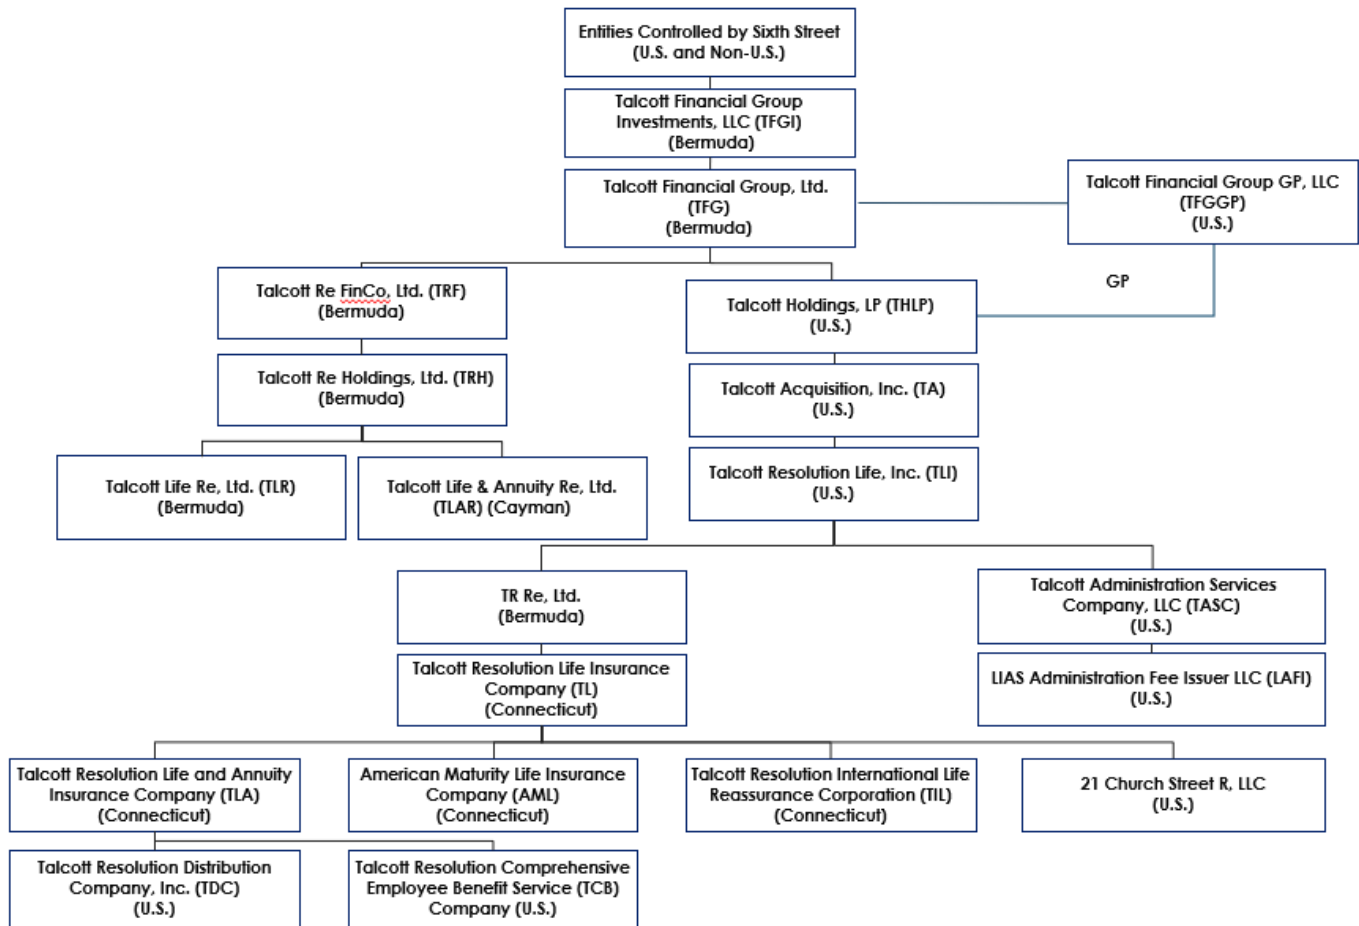 Entities Controlled by Sixth Street
(U.S. and Non-U.S.)
Talcott Financial Group
Investments, LLC (TFGI)
(Bermuda)
Talcott Financial Group, Ltd.
(TFG)
(Bermuda)
Talcott Financial Group GP, LLC
(TFGGP)
(U.S.)
GP
Talcott Re FinCo, Ltd. (TRF)
(Bermuda)
Talcott Holdings, LP (THLP)
(U.S.)
Talcott Re Holdings, Ltd. (TRH)
(Bermuda)
Talcott Acquisition, Inc. (TA)
(U.S.)
Talcott Life Re, Ltd. (TLR)
(Bermuda)
Talcott Life & Annuity Re, Ltd.
(TLAR) (Cayman)
Talcott Resolution Life, Inc. (TLI)
(U.S.)
TR Re, Ltd.
(Bermuda)
Talcott Administration Services
Company, LLC (TASC)
(U.S.)
Talcott Resolution Life Insurance
Company (TL)
(Connecticut)
LIAS Administration Fee Issuer LLC (LAFI)
(U.S.)
Talcott Resolution Life and Annuity
Insurance Company (TLA)
(Connecticut)
American Maturity Life Insurance
Company (AML)
(Connecticut)
Talcott Resolution International Life
Reassurance Corporation (TIL)
(Connecticut)
21 Church Street R, LLC
(U.S.)
Talcott Resolution Distribution
Company, Inc. (TDC)
(U.S.)
Talcott Resolution Comprehensive
Employee Benefit Service (TCB)
Company (U.S.)